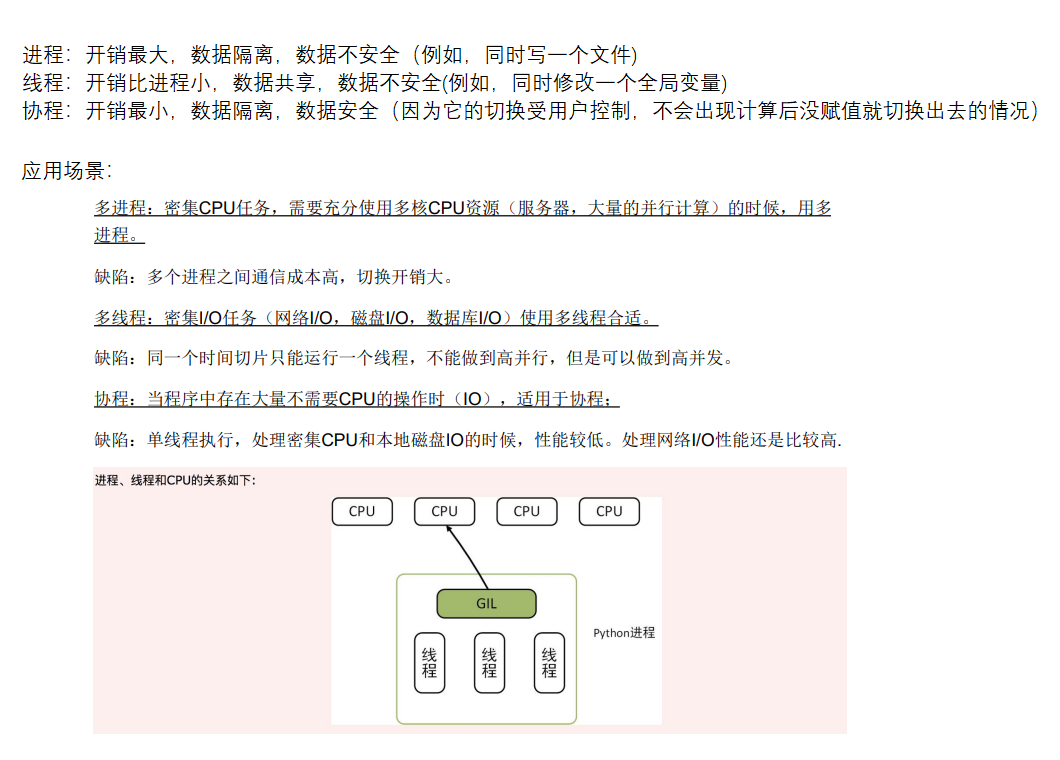 进程：开销最大，数据隔离，数据不安全（例如，同时写一个文件)
线程：开销比进程小，数据共享，数据不安全(例如，同时修改一个全局变量)
协程：开销最小，数据隔离，数据安全（因为它的切换受用户控制，不会出现计算后没赋值就切换出去的情况）
应用场景：
多进程：密集CPU任务，需要充分使用多核CPU资源（服务器，大量的并行计算）的时候，用多
进程。
缺陷：多个进程之间通信成本高，切换开销大。
多线程：密集I/O任务（网络I/O，磁盘I/O，数据库I/O）使用多线程合适。
缺陷：同一个时间切片只能运行一个线程，不能做到高并行，但是可以做到高并发。
协程：当程序中存在大量不需要CPU的操作时（IO），适用于协程；
缺陷：单线程执行，处理密集CPU和本地磁盘IO的时候，性能较低。处理网络I/O性能还是比较高.
进程、线程和CPU的关系如下：
CPU CPU CPU CPU
GIL
Python进程
线程 线程 线程